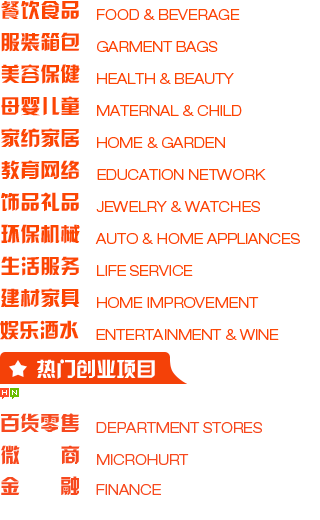 餐饮食品 FOOD & BEVERAGE
服装箱包 GARMENT BAGS
美容保健 HEALTH & BEAUTY
母婴儿童 MATERNAL & CHILD
家纺家居 HOME & GARDEN
教育网络 EDUCATION NETWORK
饰品礼品 JEWELRY & WATCHES
环保机械 AUTO & HOME APPLIANCES
生活服务 LIFE SERVICE
建材家具 HOME IMPROVEMENT
娱乐酒水 ENTERTAINMENT & WINE
热门创业项目
HN
百货零售 DEPARTMENT STORES
微 商 MICROHURT
金 融 FINANCE